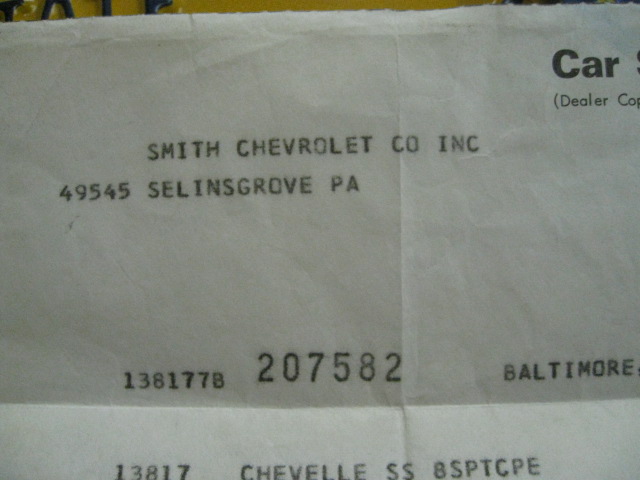 Car
(Dealer Cop
SMITH CHEVROLET CO INC
49545 SELINSGROVE PA
138177B 207582 BALTIMORE,
13817 CHEVELLE SS 8SPTCPE